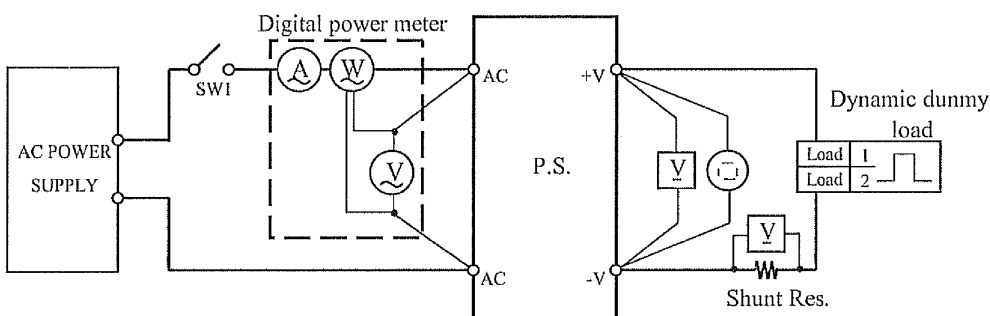 Digital power meter
A W
SW1
AC
+V
Dynamic dunmy
load
AC POWER
SUPPLY
V
P.S.
V
Load 1
Load 2
V
AC
-V
Shunt Res.